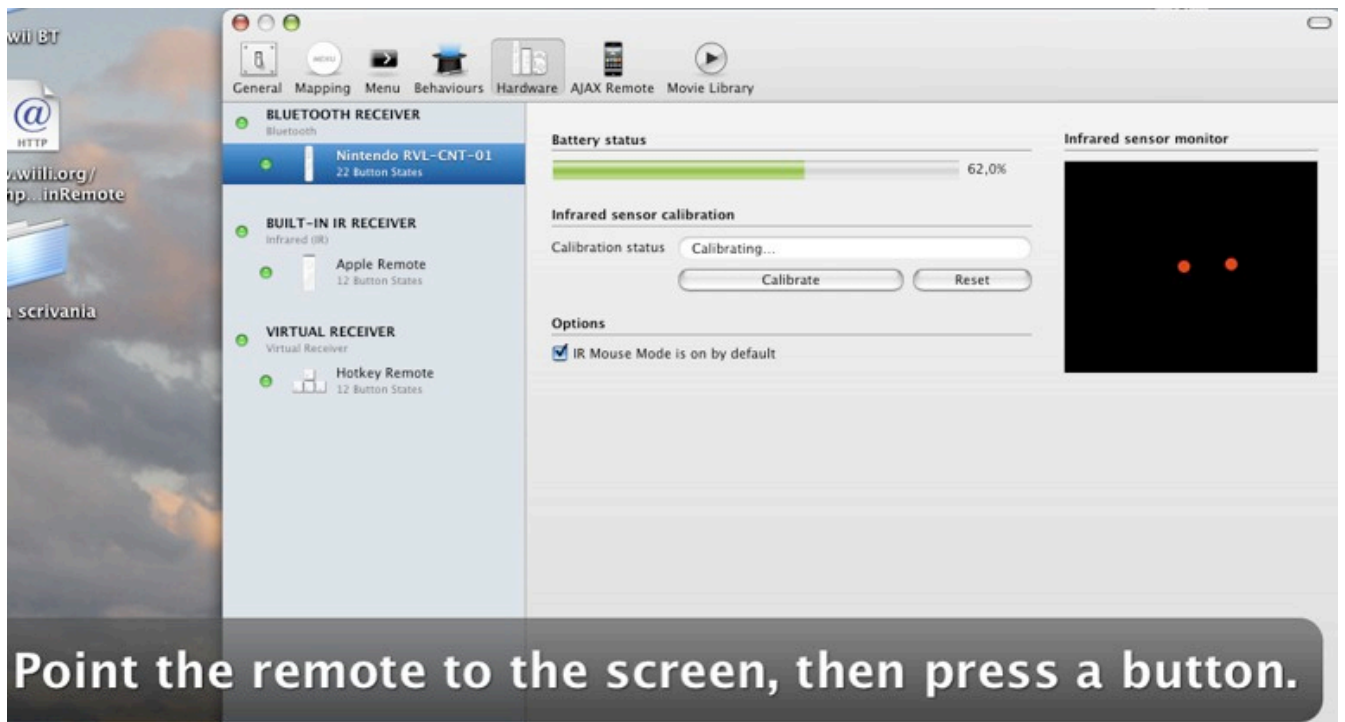 wii BT
HTTP
v.wiili.org/
np...inRemote
scrivania
MENU
General Mapping Menu Behaviours Hardware AJAX Remote Movie Library
BLUETOOTH RECEIVER
Bluetooth
Nintendo RVL-CNT-01
22 Button States
BUILT-IN IR RECEIVER
Infrared (IR)
Apple Remote
12 Button States
VIRTUAL RECEIVER
Virtual Receiver
Hotkey Remote
12 Button States
Battery status
62,0%
Infrared sensor calibration
Calibration status Calibrating...
Calibrate Reset
Options
IR Mouse Mode is on by default
Infrared sensor monitor
Point the remote to the screen, then press a button.